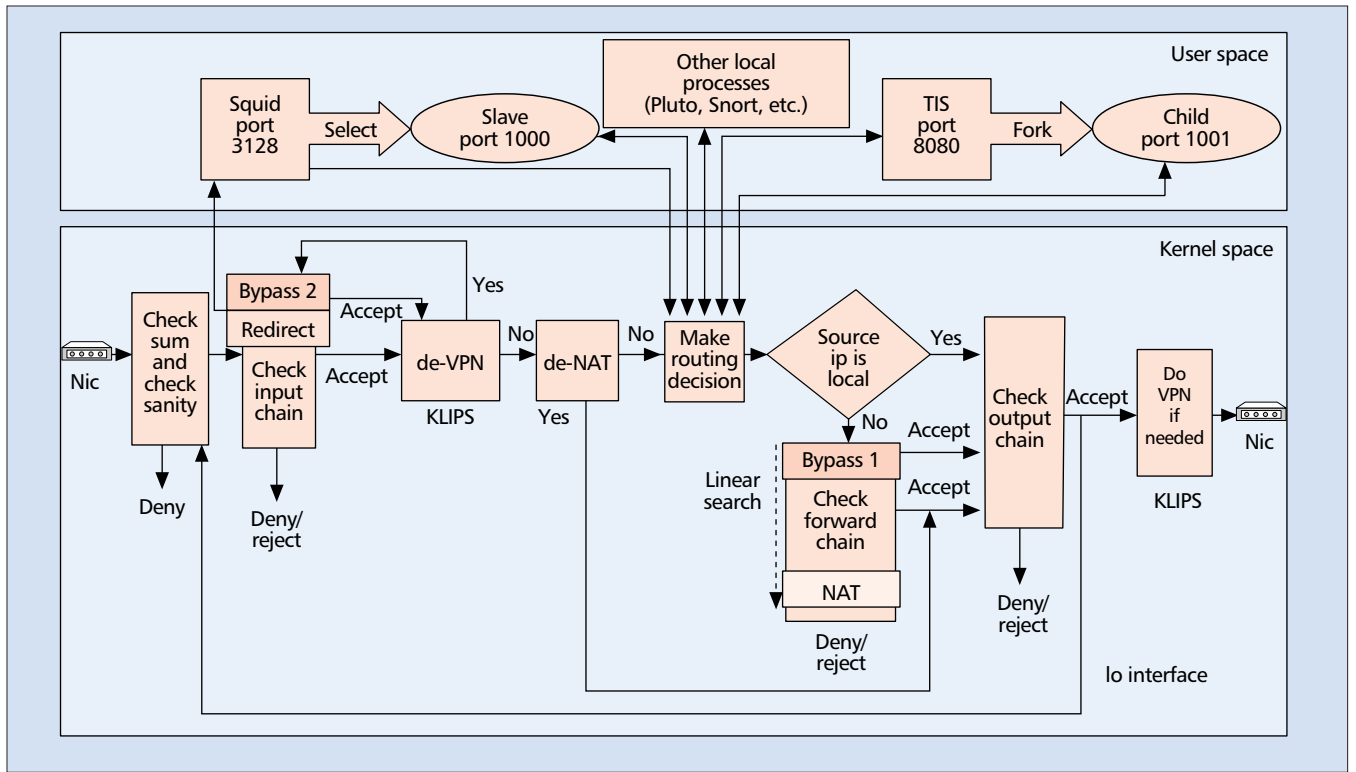 User space
Squid
port
3128
Select
Slave
port 1000
Other local
processes
(Pluto, Snort, etc.)
TIS
port
8080
Fork
Child
port 1001
Kernel space
Nic
Check
sum
and
check
sanity
Deny
Bypass 2
Redirect
Check
input
chain
Deny/
reject
Accept
Accept
Yes
de-VPN
KLIPS
No
de-NAT
Yes
No
Make
routing
decision
Source
ip is
local
Yes
No
Linear
search
Bypass 1
Check
forward
chain
NAT
Deny/
reject
Accept
Accept
Check
output
chain
Deny/
reject
Accept
Do
VPN
if
needed
KLIPS
Nic
lo interface